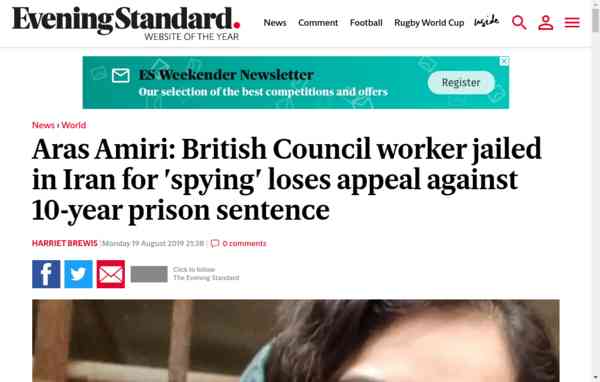 Evening Standard.
WEBSITE OF THE YEAR
News Comment Football Rugby World Cup inside
ES Weekender Newsletter
Our selection of the best competitions and offers
Register
News › World
Aras Amiri: British Council worker jailed
in Iran for 'spying' loses appeal against
10-year prison sentence
HARRIET BREWIS | Monday 19 August 2019 21:38 | 0 comments
Click to follow
The Evening Standard